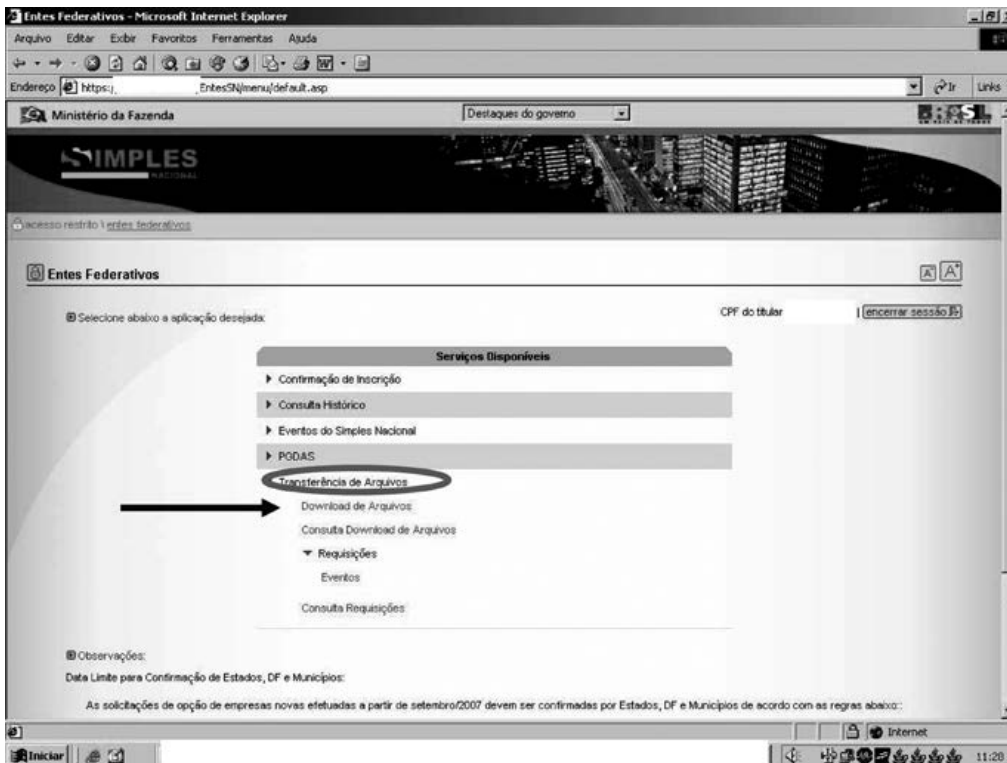 Entes Federativos - Microsoft Internet Explorer
Arquivo Editar Exibir Favoritos Ferramentas Ajuda
Endereço https:/ EntesSN/menu/default.asp Ir Links
Ministério da Fazenda Destaques do governo BRASIL
SIMPLES
NACIONAL
acesso restrito \ entes federativos
Entes Federativos
Selecione abaixo a aplicação desejada: CPF do titular | encerrar sessão
Serviços Disponíveis
Confirmação de Inscrição
Consulta Histórico
Eventos do Simples Nacional
PGDAS
Transferência de Arquivos
Download de Arquivos
Consulta Download de Arquivos
Requisições
Eventos
Consulta Requisições
Observações:
Data Limite para Confirmação de Estados, DF e Municípios:
As solicitações de opção de empresas novas efetuadas a partir de setembro/2007 devem ser confirmadas por Estados, DF e Municípios de acordo com as regras abaixo::
Internet
Iniciar 11:20